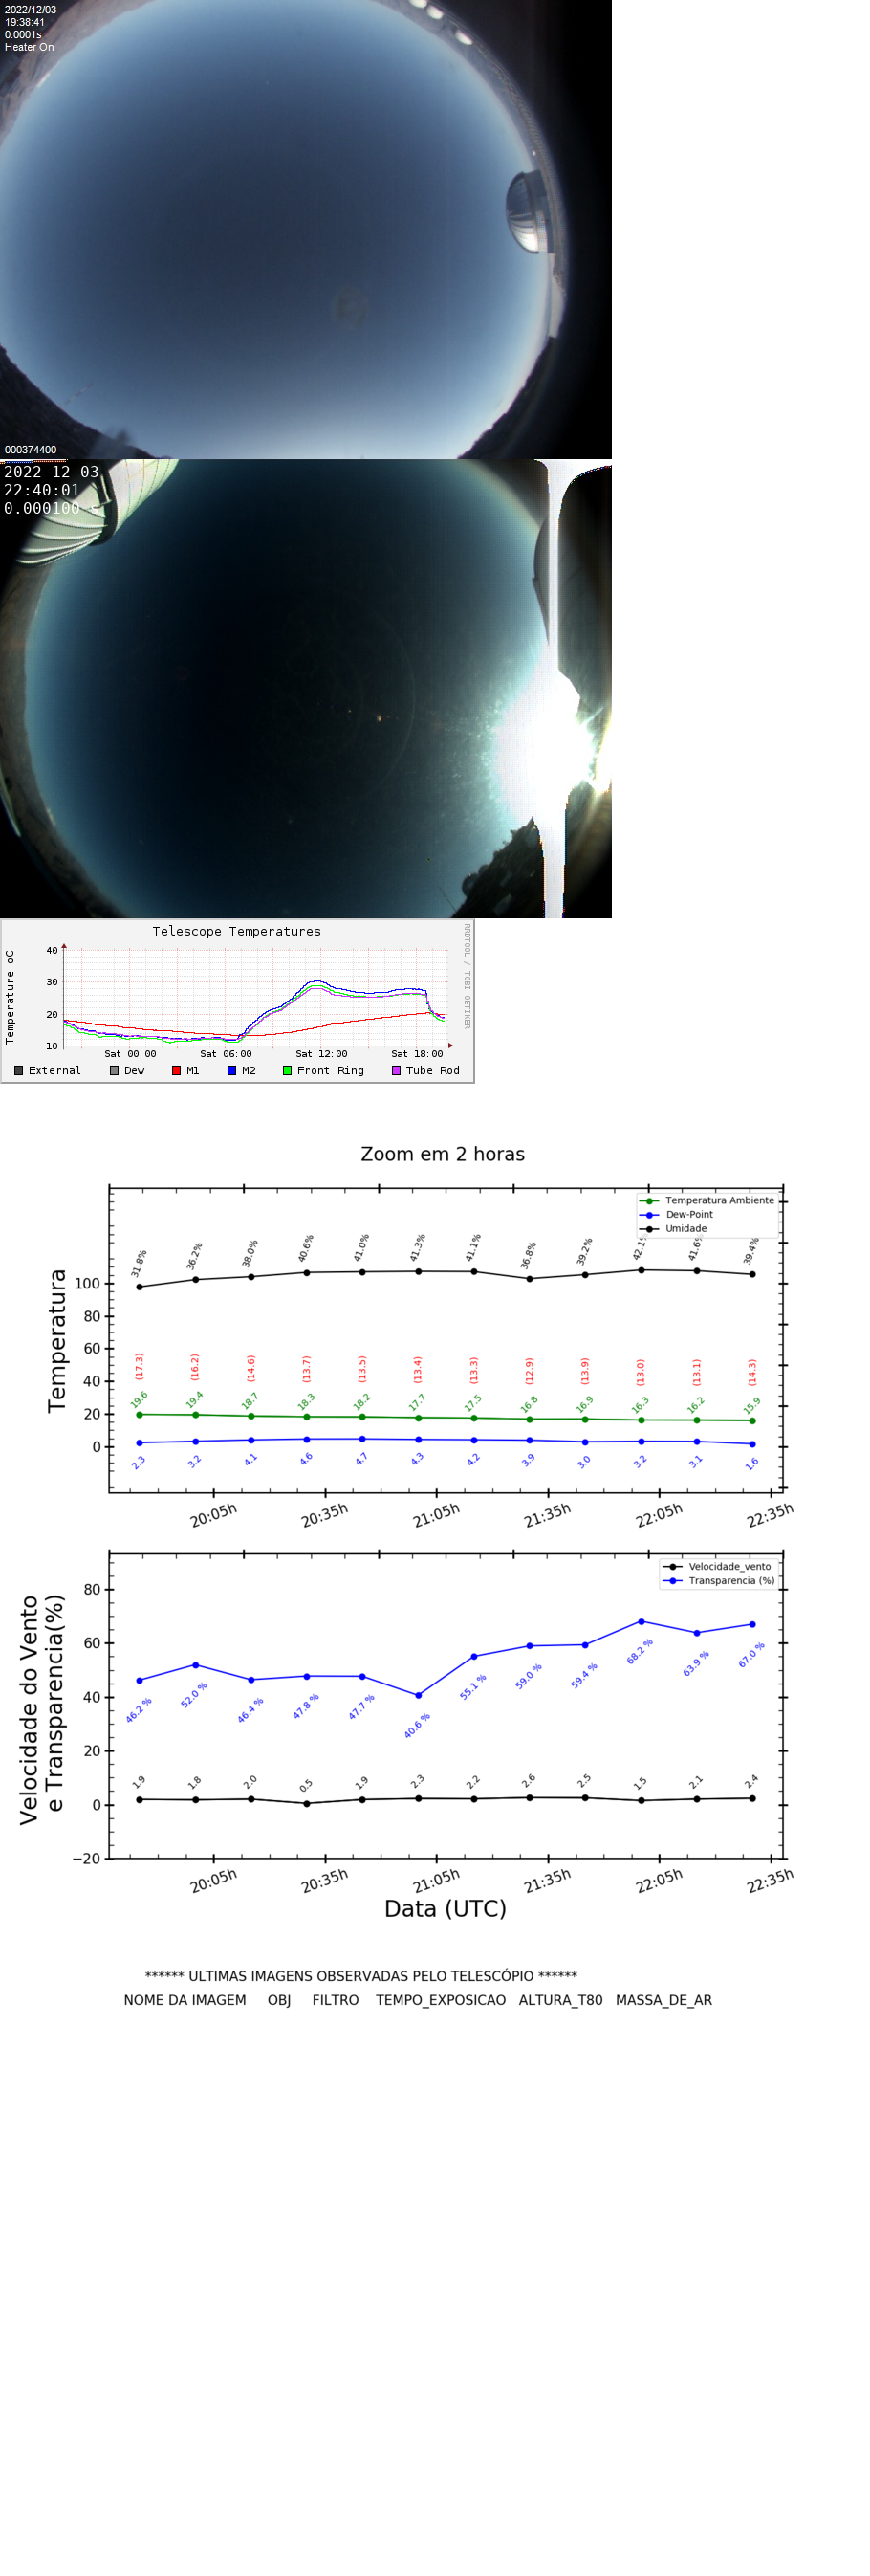 2022/12/03
19:38:41
0.0001s
Heater On
000374400
2022-12-03
22:40:01
0.000100 s
Telescope Temperatures
RRDTOOL / TOBI OETIKER
Temperature oC
40
30
20
10
Sat 00:00 Sat 06:00 Sat 12:00 Sat 18:00
External Dew M1 M2 Front Ring Tube Rod
Zoom em 2 horas
Temperatura Ambiente
Dew-Point
Umidade
Temperatura
100
80
60
40
20
0
31.8% 36.2% 38.0% 40.6% 41.0% 41.3% 41.1% 36.8% 39.2% 42.1% 41.6% 39.4%
(17.3) (16.2) (14.6) (13.7) (13.5) (13.4) (13.3) (12.9) (13.9) (13.0) (13.1) (14.3)
19.6 19.4 18.7 18.3 18.2 17.7 17.5 16.8 16.9 16.3 16.2 15.9
2.3 3.2 4.1 4.6 4.7 4.3 4.2 3.9 3.0 3.2 3.1 1.6
20:05h 20:35h 21:05h 21:35h 22:05h 22:35h
Velocidade_vento
Transparencia (%)
Velocidade do Vento
e Transparencia(%)
80
60
40
20
0
−20
46.2 % 52.0 % 46.4 % 47.8 % 47.7 % 40.6 % 55.1 % 59.0 % 59.4 % 68.2 % 63.9 % 67.0 %
1.9 1.8 2.0 0.5 1.9 2.3 2.2 2.6 2.5 1.5 2.1 2.4
20:05h 20:35h 21:05h 21:35h 22:05h 22:35h
Data (UTC)
****** ULTIMAS IMAGENS OBSERVADAS PELO TELESCÓPIO ******
NOME DA IMAGEM OBJ FILTRO TEMPO_EXPOSICAO ALTURA_T80 MASSA_DE_AR